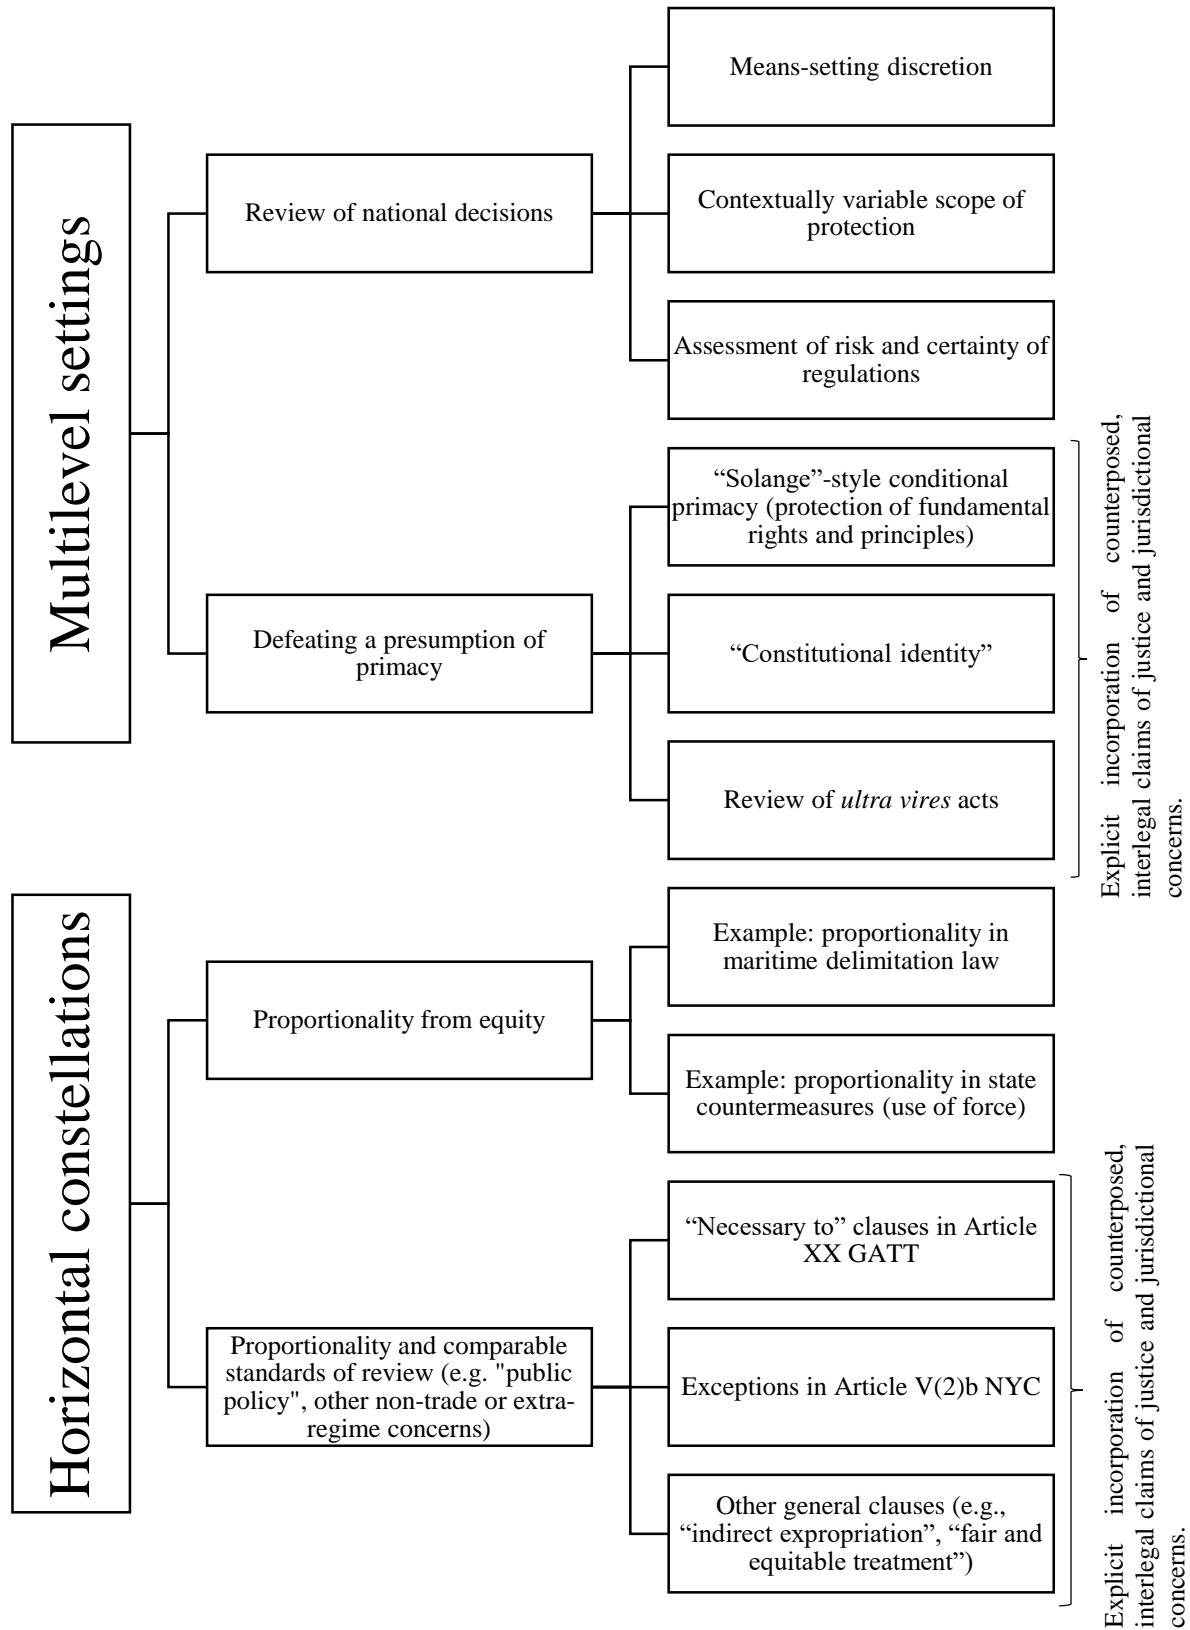 Multilevel settings
Review of national decisions
Means-setting discretion
Contextually variable scope of
protection
Assessment of risk and certainty of
regulations
Defeating a presumption of
primacy
“Solange”-style conditional
primacy (protection of fundamental
rights and principles)
“Constitutional identity”
Review of ultra vires acts
Explicit incorporation of counterposed,
interlegal claims of justice and jurisdictional
concerns.
Horizontal constellations
Proportionality from equity
Example: proportionality in
maritime delimitation law
Example: proportionality in state
countermeasures (use of force)
Proportionality and comparable
standards of review (e.g. "public
policy", other non-trade or extra-
regime concerns)
“Necessary to” clauses in Article
XX GATT
Exceptions in Article V(2)b NYC
Other general clauses (e.g.,
“indirect expropriation”, “fair and
equitable treatment”)
Explicit incorporation of counterposed,
interlegal claims of justice and jurisdictional
concerns.